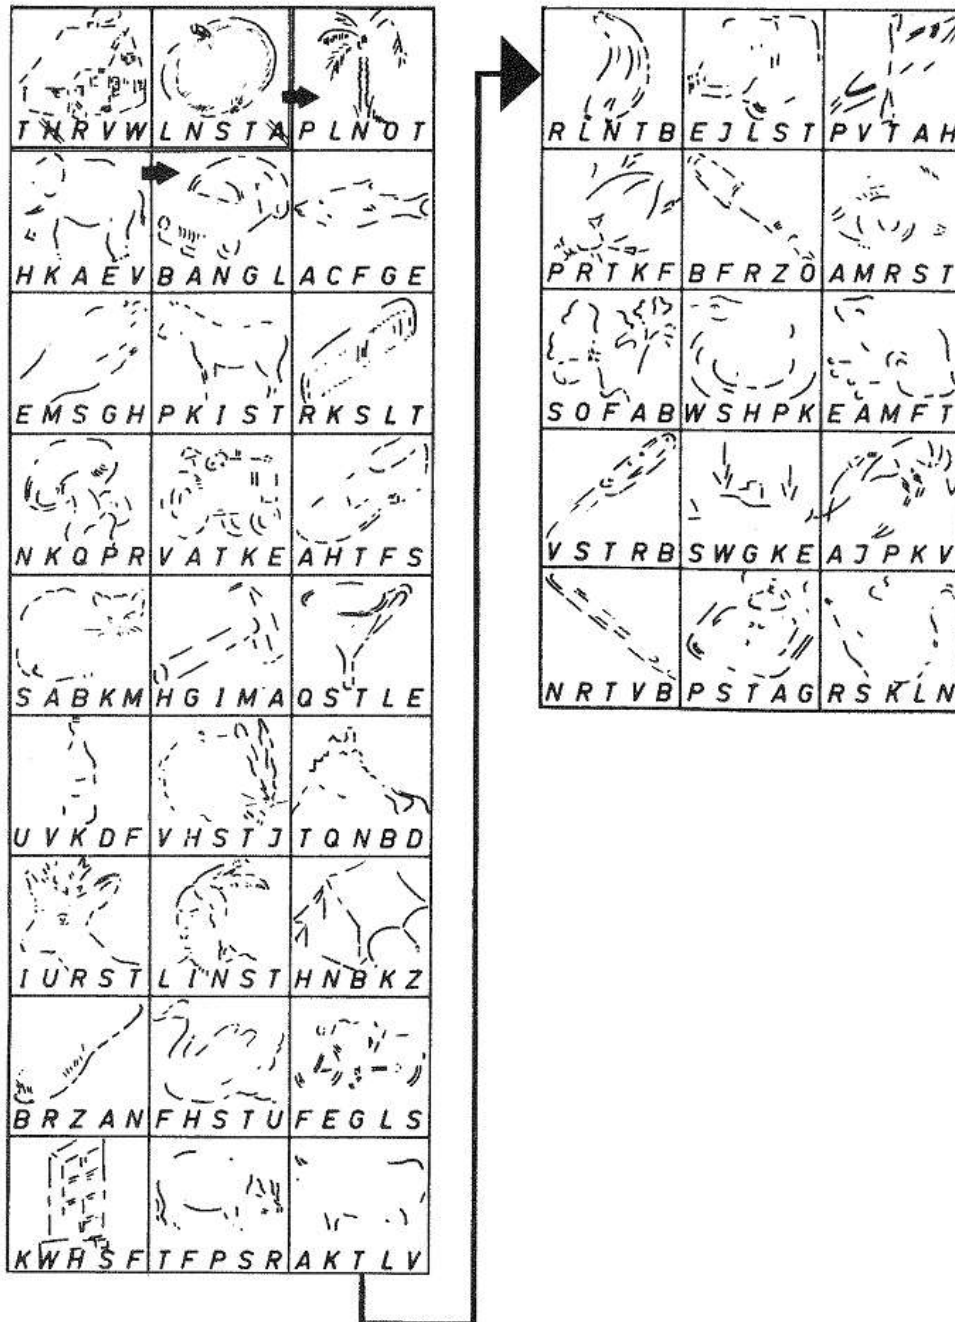 T H R V W
L N S T A
P L N O T
H K A E V
B A N G L
A C F G E
E M S G H
P K I S T
R K S L T
N K Q P R
V A T K E
A H T F S
S A B K M
H G I M A
Q S T L E
U V K D F
V H S T J
T Q N B D
I U R S T
L I N S T
H N B K Z
B R Z A N
F H S T U
F E G L S
K W H S F
T F P S R
A K T L V
R L N T B
E J L S T
P V T A H
P R T K F
B F R Z O
A M R S T
S O F A B
W S H P K
E A M F T
V S T R B
S W G K E
A J P K V
N R T V B
P S T A G
R S K L N